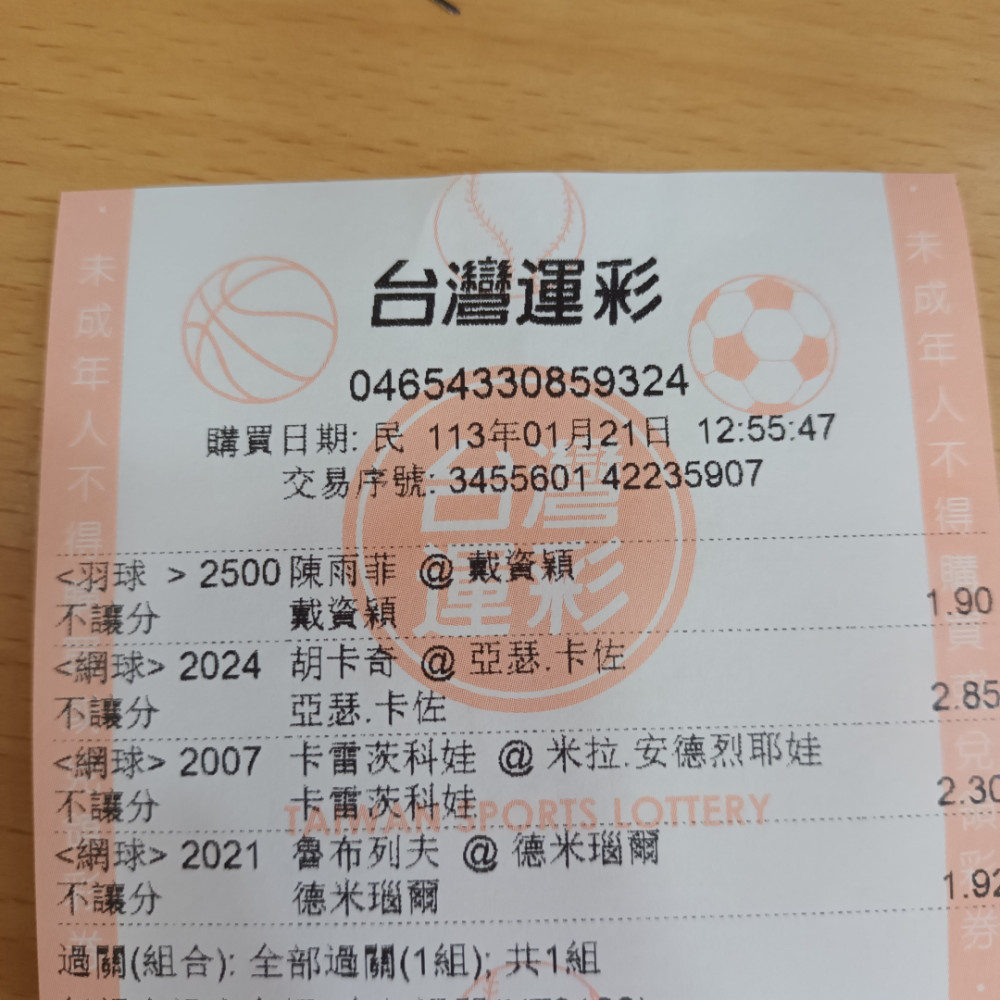 台灣運彩
04654330859324
購買日期: 民 113年01月21日 12:55:47
交易序號: 3455601 42235907
<羽球 > 2500 陳雨菲 @ 戴資穎
不讓分 戴資穎 1.90
<網球> 2024 胡卡奇 @ 亞瑟.卡佐
不讓分 亞瑟.卡佐 2.85
<網球> 2007 卡雷茨科娃 @ 米拉.安德烈耶娃
不讓分 卡雷茨科娃 2.30
<網球> 2021 魯布列夫 @ 德米瑙爾
不讓分 德米瑙爾 1.92
過關(組合): 全部過關(1組); 共1組
未成年人不得
未成年人不得購買
台灣
運彩
TAIWAN SPORTS LOTTERY